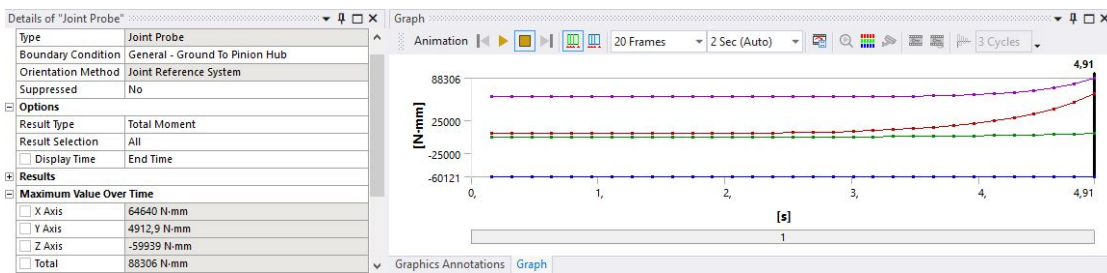 Details of "Joint Probe"
Type Joint Probe
Boundary Condition General - Ground To Pinion Hub
Orientation Method Joint Reference System
Suppressed No
Options
Result Type Total Moment
Result Selection All
Display Time End Time
Results
Maximum Value Over Time
X Axis 64640 N·mm
Y Axis 4912,9 N·mm
Z Axis -59939 N·mm
Total 88306 N·mm
Graph
Animation 20 Frames 2 Sec (Auto) 3 Cycles
4,91
88306
25000
-25000
-60121
[N·mm]
0, 1, 2, 3, 4, 4,91
[s]
1
Graphics Annotations Graph